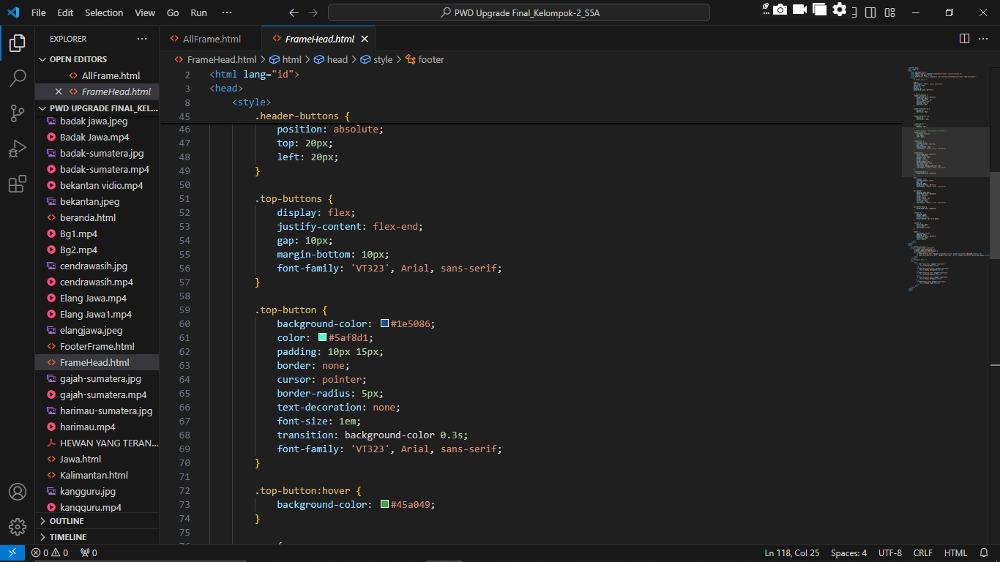 File Edit Selection View Go Run ··· PWD Upgrade Final_Kelompok-2_S5A
EXPLORER
OPEN EDITORS
AllFrame.html
FrameHead.html
PWD UPGRADE FINAL_KEL...
badak jawa.jpeg
Badak Jawa.mp4
badak-sumatera.jpg
badak-sumatera.mp4
bekantan vidio.mp4
bekantan.jpeg
beranda.html
Bg1.mp4
Bg2.mp4
cendrawasih.jpg
cendrawasih.mp4
Elang Jawa.mp4
Elang Jawa1.mp4
elangjawa.jpeg
FooterFrame.html
FrameHead.html
gajah-sumatera.jpg
gajah-sumatera.mp4
harimau-sumatera.jpg
harimau.mp4
HEWAN YANG TERAN...
Jawa.html
Kalimantan.html
kangguru.jpg
kangguru.mp4
OUTLINE
TIMELINE
AllFrame.html FrameHead.html
FrameHead.html > html > head > style > footer
2 <html lang="id">
3 <head>
8 <style>
45 .header-buttons {
46 position: absolute;
47 top: 20px;
48 left: 20px;
49 }
50
51 .top-buttons {
52 display: flex;
53 justify-content: flex-end;
54 gap: 10px;
55 margin-bottom: 10px;
56 font-family: 'VT323', Arial, sans-serif;
57 }
58
59 .top-button {
60 background-color: #1e5086;
61 color: #5af8d1;
62 padding: 10px 15px;
63 border: none;
64 cursor: pointer;
65 border-radius: 5px;
66 text-decoration: none;
67 font-size: 1em;
68 transition: background-color 0.3s;
69 font-family: 'VT323', Arial, sans-serif;
70 }
71
72 .top-button:hover {
73 background-color: #45a049;
74 }
75
0 0 0 Ln 118, Col 25 Spaces: 4 UTF-8 CRLF HTML